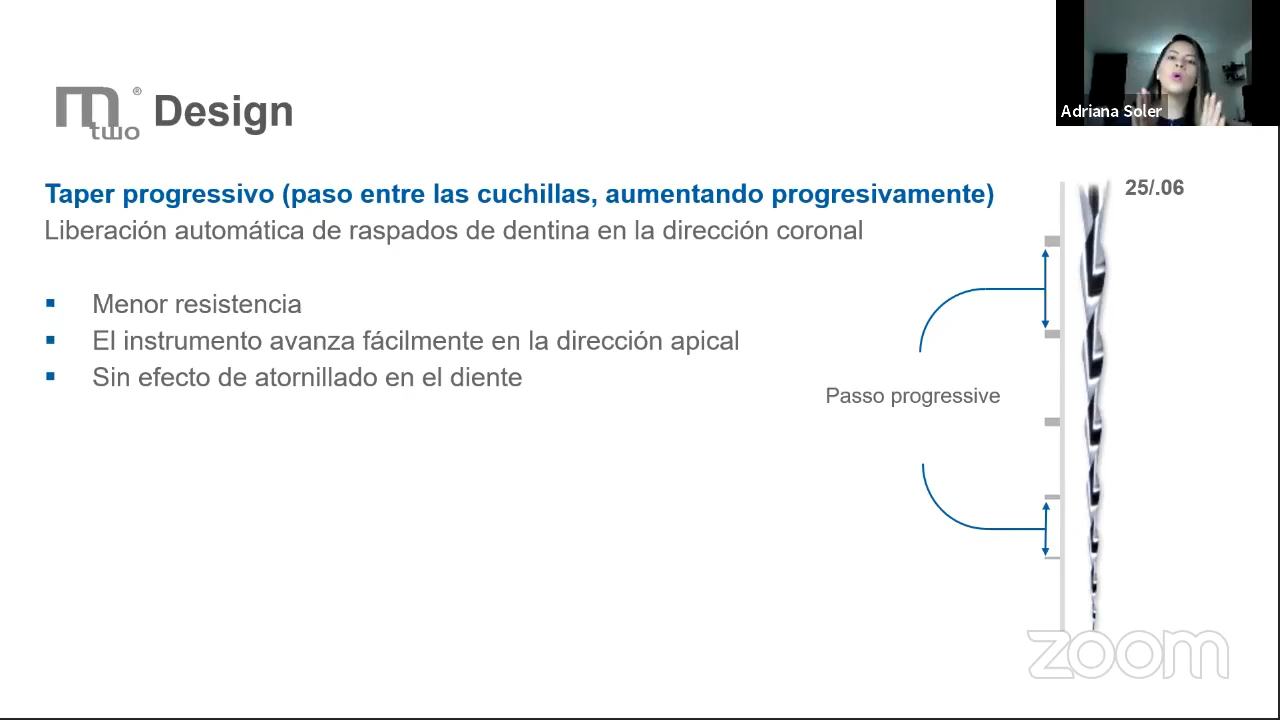 mtwo® Design
Adriana Soler
Taper progressivo (paso entre las cuchillas, aumentando progresivamente)
25/.06
Liberación automática de raspados de dentina en la dirección coronal
▪ Menor resistencia
▪ El instrumento avanza fácilmente en la dirección apical
▪ Sin efecto de atornillado en el diente
Passo progressive
zoom